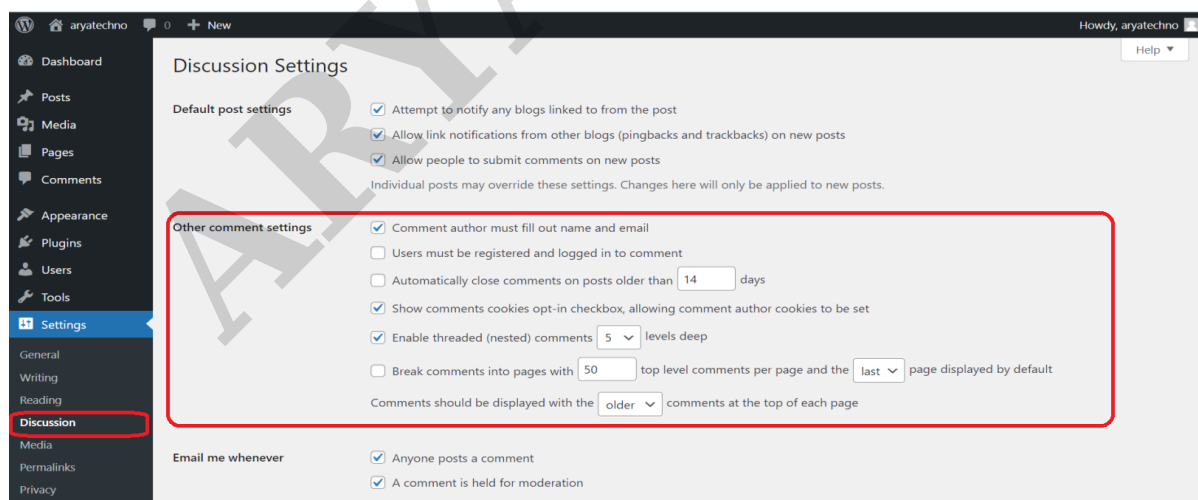 aryatechno 0 + New Howdy, aryatechno
Help ▼
Dashboard
Posts
Media
Pages
Comments
Appearance
Plugins
Users
Tools
Settings
General
Writing
Reading
Discussion
Media
Permalinks
Privacy
Discussion Settings
Default post settings
Attempt to notify any blogs linked to from the post
Allow link notifications from other blogs (pingbacks and trackbacks) on new posts
Allow people to submit comments on new posts
Individual posts may override these settings. Changes here will only be applied to new posts.
Other comment settings
Comment author must fill out name and email
Users must be registered and logged in to comment
Automatically close comments on posts older than 14 days
Show comments cookies opt-in checkbox, allowing comment author cookies to be set
Enable threaded (nested) comments 5 levels deep
Break comments into pages with 50 top level comments per page and the last page displayed by default
Comments should be displayed with the older comments at the top of each page
Email me whenever
Anyone posts a comment
A comment is held for moderation
ARYA